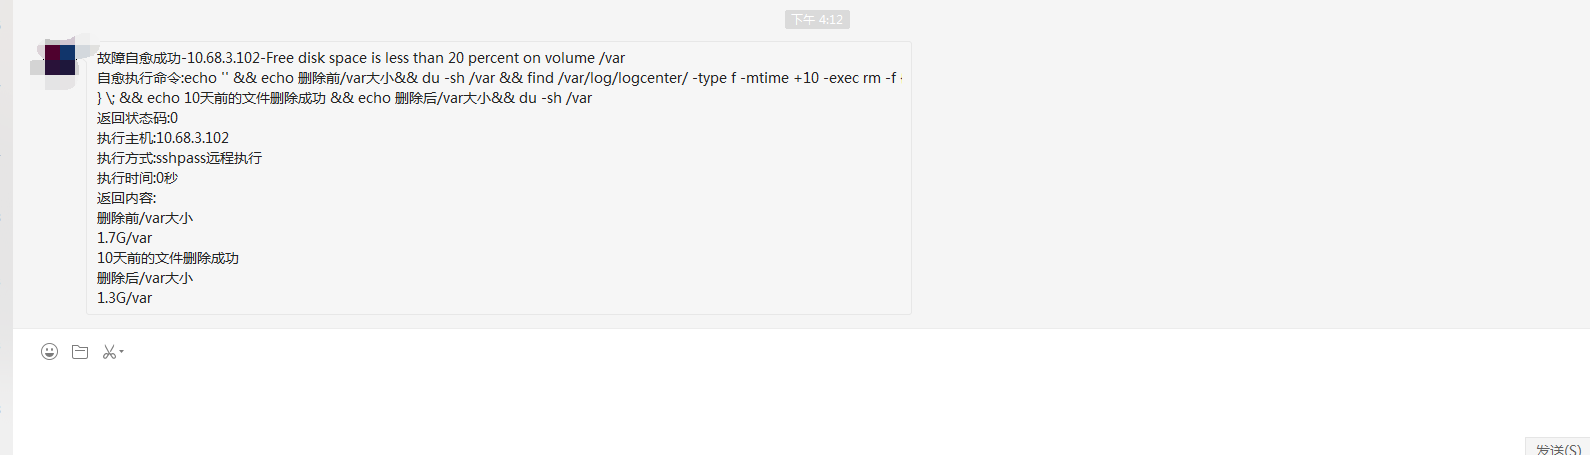 下午 4:12
故障自愈成功-10.68.3.102-Free disk space is less than 20 percent on volume /var
自愈执行命令:echo '' && echo 删除前/var大小&& du -sh /var && find /var/log/logcenter/ -type f -mtime +10 -exec rm -f {
} \; && echo 10天前的文件删除成功 && echo 删除后/var大小&& du -sh /var
返回状态码:0
执行主机:10.68.3.102
执行方式:sshpass远程执行
执行时间:0秒
返回内容:
删除前/var大小
1.7G/var
10天前的文件删除成功
删除后/var大小
1.3G/var
发送(S)